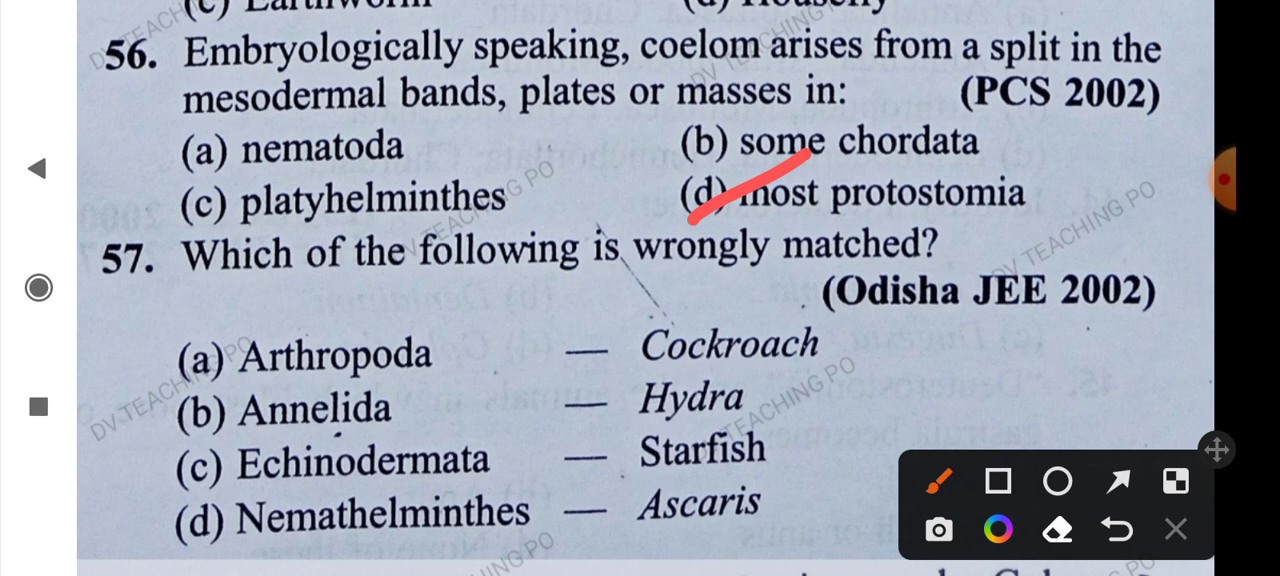 56. Embryologically speaking, coelom arises from a split in the
mesodermal bands, plates or masses in: (PCS 2002)
(a) nematoda (b) some chordata
(c) platyhelminthes (d) most protostomia
57. Which of the following is wrongly matched?
(Odisha JEE 2002)
(a) Arthropoda — Cockroach
(b) Annelida — Hydra
(c) Echinodermata — Starfish
(d) Nemathelminthes — Ascaris